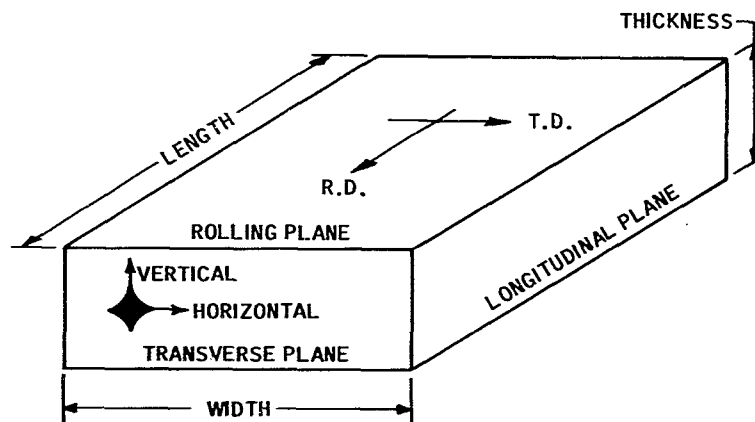 THICKNESS
LENGTH
T.D.
R.D.
ROLLING PLANE
LONGITUDINAL PLANE
VERTICAL
HORIZONTAL
TRANSVERSE PLANE
WIDTH